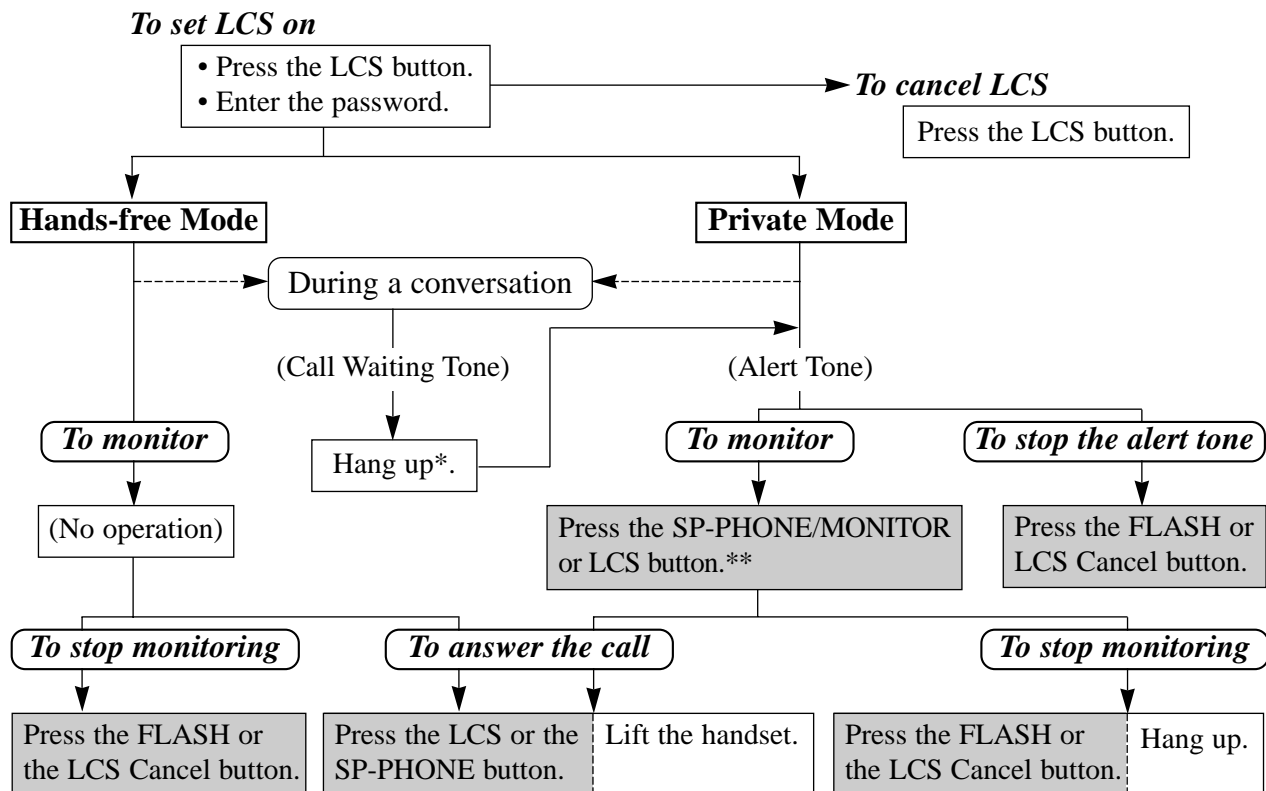 To set LCS on
• Press the LCS button.
• Enter the password.
To cancel LCS
Press the LCS button.
Hands-free Mode
Private Mode
During a conversation
(Call Waiting Tone)
(Alert Tone)
To monitor
To monitor
To stop the alert tone
Hang up*.
(No operation)
Press the SP-PHONE/MONITOR
or LCS button.**
Press the FLASH or
LCS Cancel button.
To stop monitoring
To answer the call
To stop monitoring
Press the FLASH or
the LCS Cancel button.
Press the LCS or the
SP-PHONE button.
Lift the handset.
Press the FLASH or
the LCS Cancel button.
Hang up.